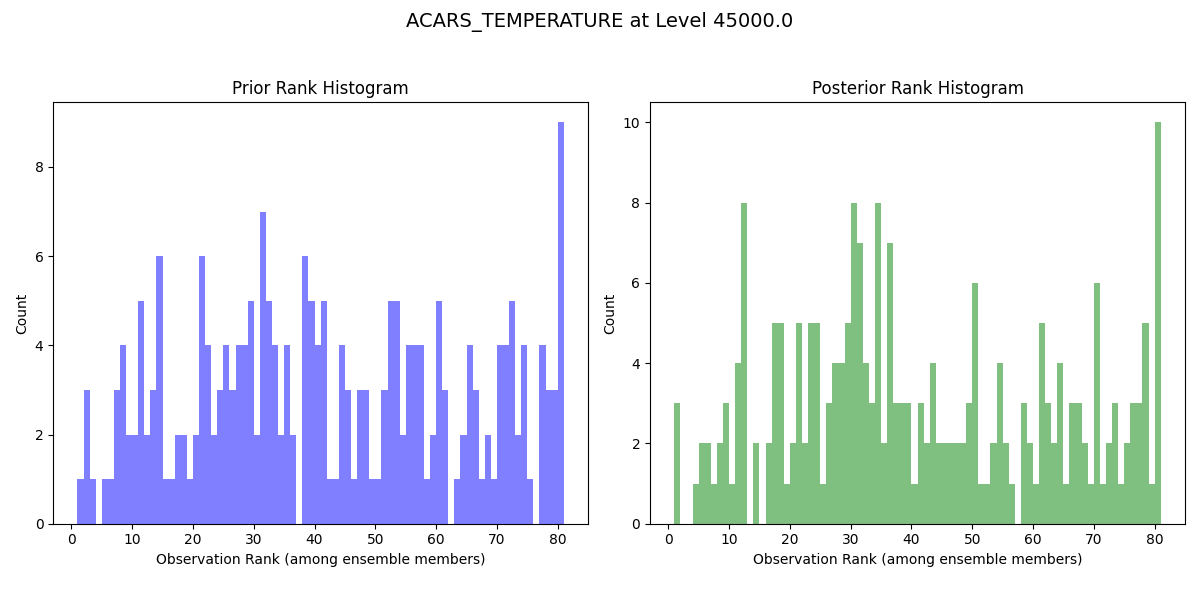 ACARS_TEMPERATURE at Level 45000.0
Prior Rank Histogram
Count
8
6
4
2
0
0 10 20 30 40 50 60 70 80
Observation Rank (among ensemble members)
Posterior Rank Histogram
Count
10
8
6
4
2
0
0 10 20 30 40 50 60 70 80
Observation Rank (among ensemble members)